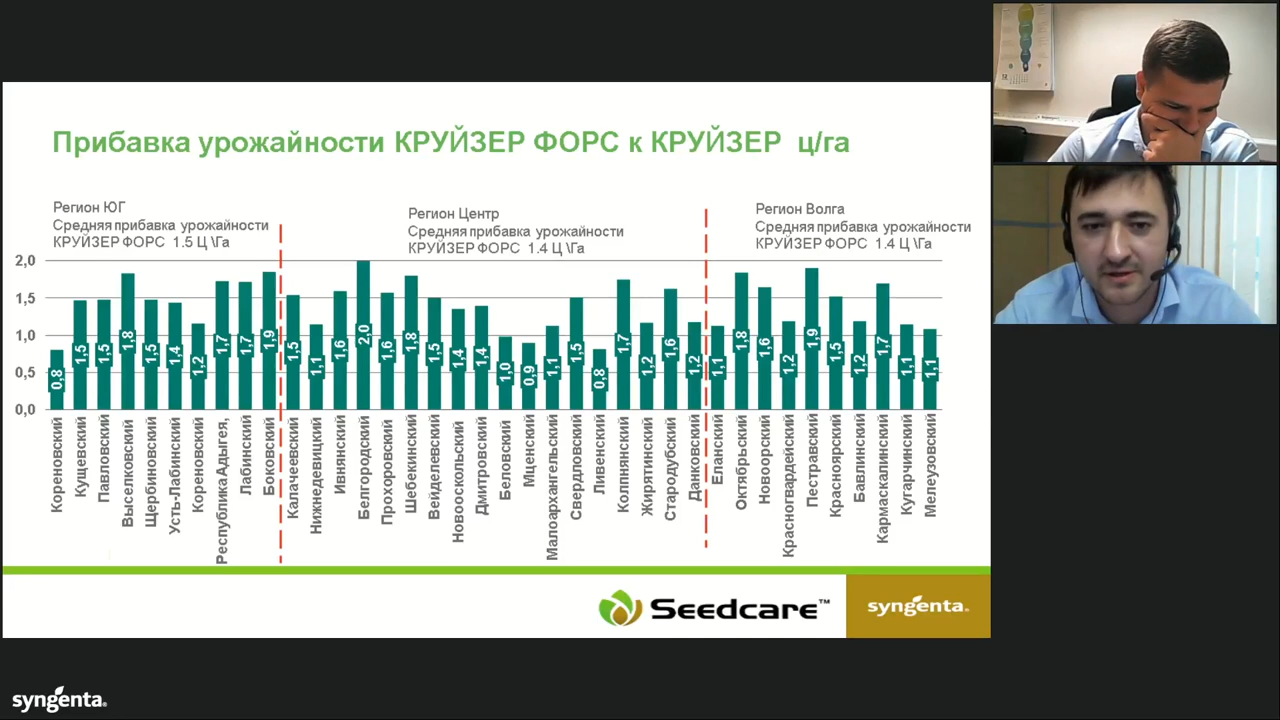 Прибавка урожайности КРУЙЗЕР ФОРС к КРУЙЗЕР ц/га
Регион ЮГ
Средняя прибавка урожайности
КРУЙЗЕР ФОРС 1.5 Ц \Га
Регион Центр
Средняя прибавка урожайности
КРУЙЗЕР ФОРС 1.4 Ц \Га
Регион Волга
Средняя прибавка урожайности
КРУЙЗЕР ФОРС 1.4 Ц \Га
2,0
1,5
1,0
0,5
0,0
0,8
1,5
1,5
1,8
1,5
1,4
1,2
1,7
1,7
1,9
1,5
1,1
1,6
2,0
1,6
1,8
1,5
1,4
1,4
1,0
0,9
1,1
1,5
0,8
1,7
1,2
1,6
1,2
1,1
1,8
1,6
1,2
1,9
1,5
1,2
1,7
1,1
1,1
Кореновский
Кущевский
Павловский
Выселковский
Щербиновский
Усть-Лабинский
Кореновский
Республика Адыгея,
Лабинский
Боковский
Калачеевский
Нижнедевицкий
Ивнянский
Белгородский
Прохоровский
Шебекинский
Вейделевский
Новооскольский
Дмитровский
Беловский
Мценский
Малоархангельский
Свердловский
Ливенский
Колпнянский
Жирятинский
Стародубский
Данковский
Еланский
Октябрьский
Новоорский
Красногвардейский
Пестравский
Красноярский
Бавлинский
Кармаскалинский
Кугарчинский
Мелеузовский
Seedcare™
syngenta®
syngenta®